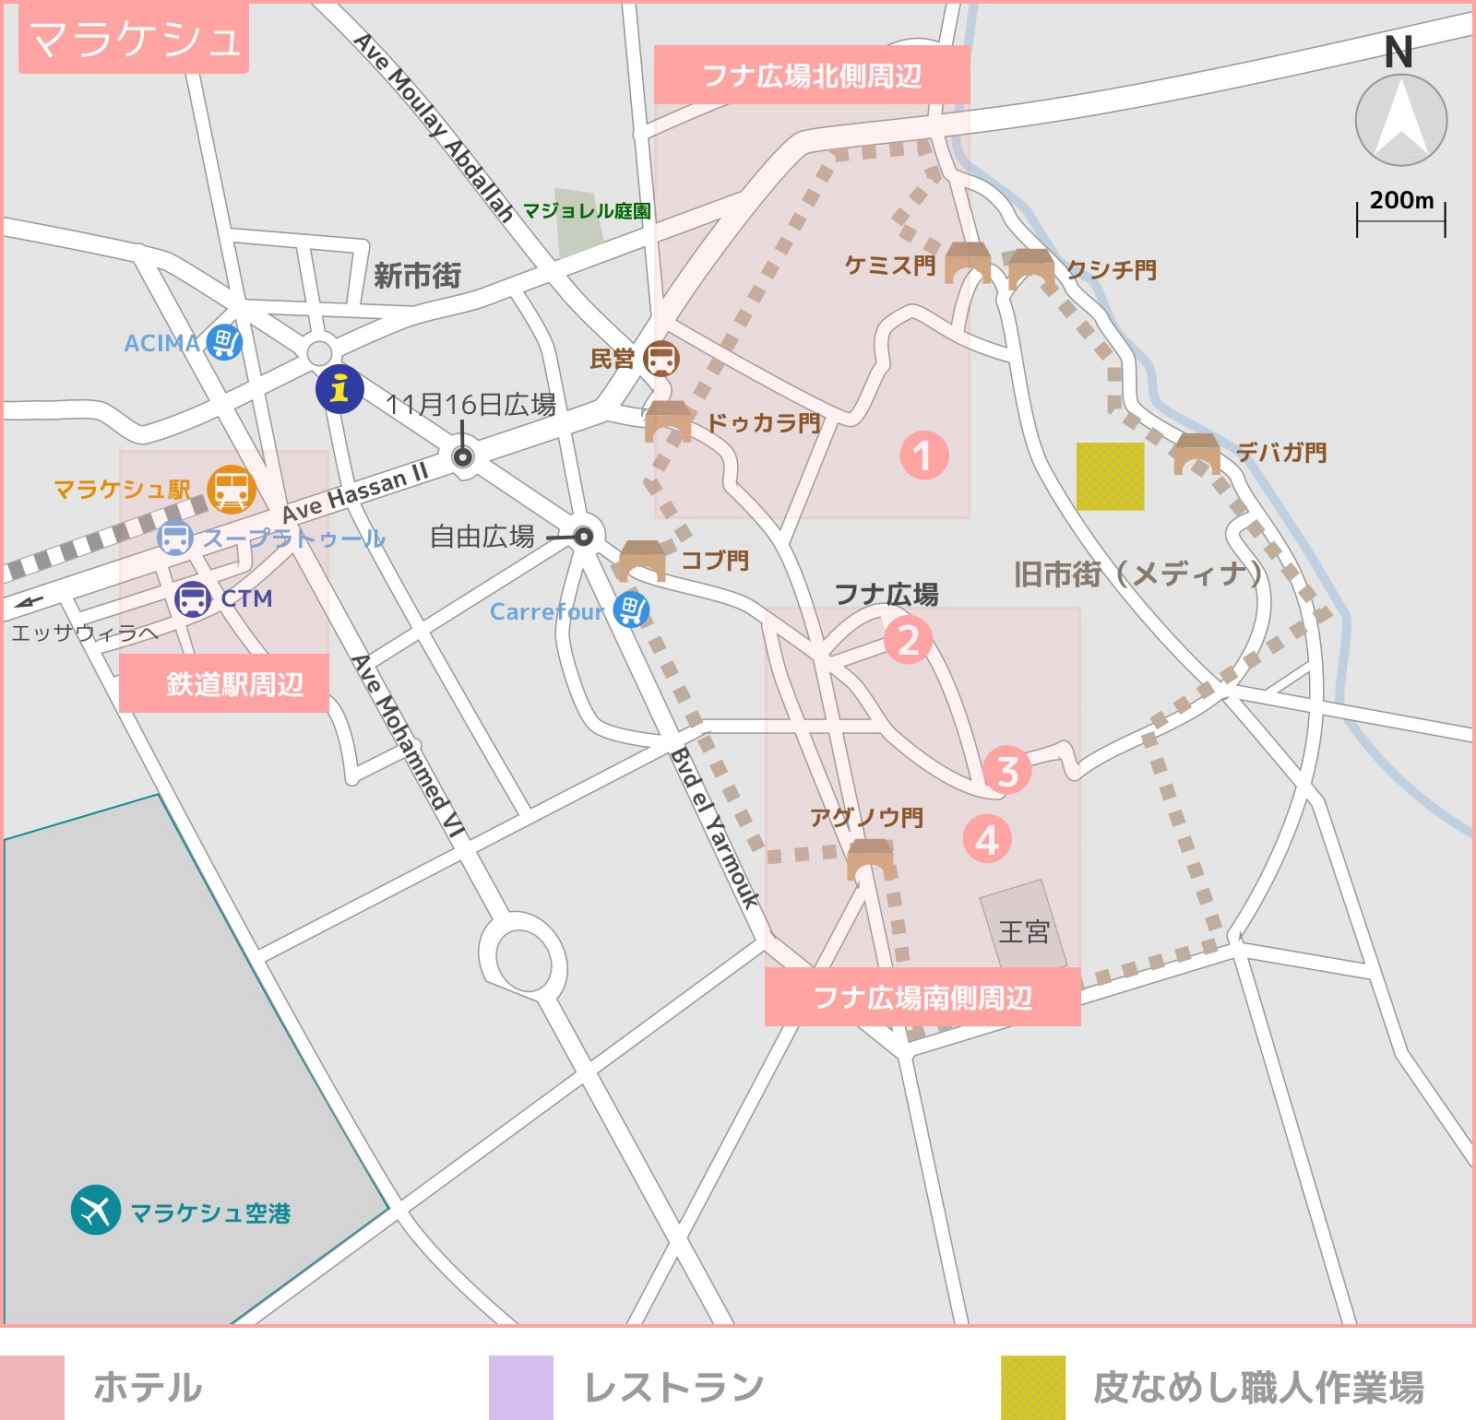 マラケシュ
フナ広場北側周辺
N
200m
Ave Moulay Abdallah
マジョレル庭園
新市街
ケミス門
クシチ門
ACIMA
民営
11月16日広場
ドゥカラ門
1
デバガ門
マラケシュ駅
Ave Hassan II
スープラトゥール
自由広場
コブ門
旧市街（メディナ）
CTM
Carrefour
フナ広場
エッサウィラへ
2
鉄道駅周辺
Ave Mohammed VI
3
Bvd el Yarmouk
アグノウ門
4
王宮
フナ広場南側周辺
マラケシュ空港
ホテル
レストラン
皮なめし職人作業場